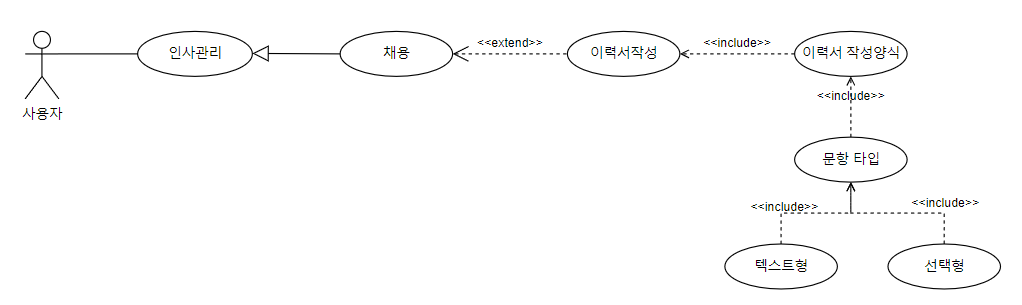 사용자
인사관리
채용
<<extend>>
이력서작성
<<include>>
이력서 작성양식
<<include>>
문항 타입
<<include>>
<<include>>
텍스트형
선택형